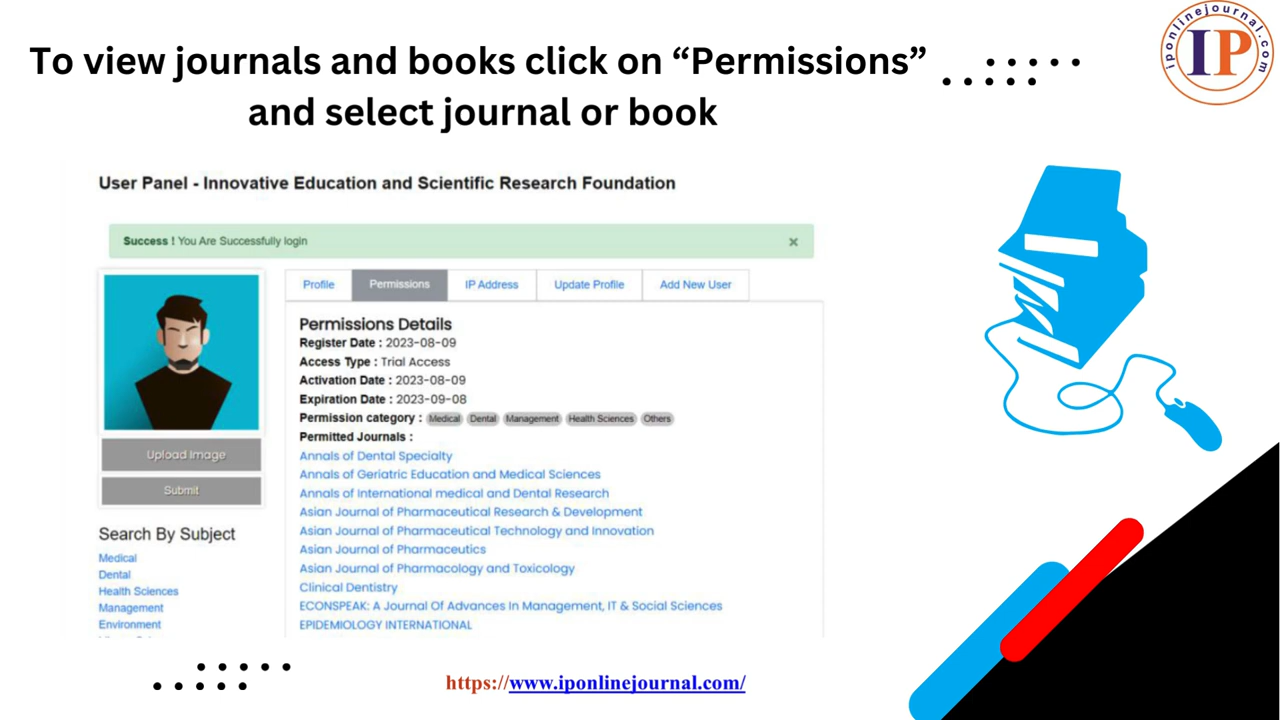 To view journals and books click on “Permissions”
and select journal or book
iponlinejournal.com
IP
User Panel - Innovative Education and Scientific Research Foundation
Success ! You Are Successfully login ×
Profile Permissions IP Address Update Profile Add New User
Permissions Details
Register Date : 2023-08-09
Access Type : Trial Access
Activation Date : 2023-08-09
Expiration Date : 2023-09-08
Permission category : Medical Dental Management Health Sciences Others
Permitted Journals :
Annals of Dental Specialty
Annals of Geriatric Education and Medical Sciences
Annals of International medical and Dental Research
Asian Journal of Pharmaceutical Research & Development
Asian Journal of Pharmaceutical Technology and Innovation
Asian Journal of Pharmaceutics
Asian Journal of Pharmacology and Toxicology
Clinical Dentistry
ECONSPEAK: A Journal Of Advances In Management, IT & Social Sciences
EPIDEMIOLOGY INTERNATIONAL
Upload Image
Submit
Search By Subject
Medical
Dental
Health Sciences
Management
Environment
https://www.iponlinejournal.com/